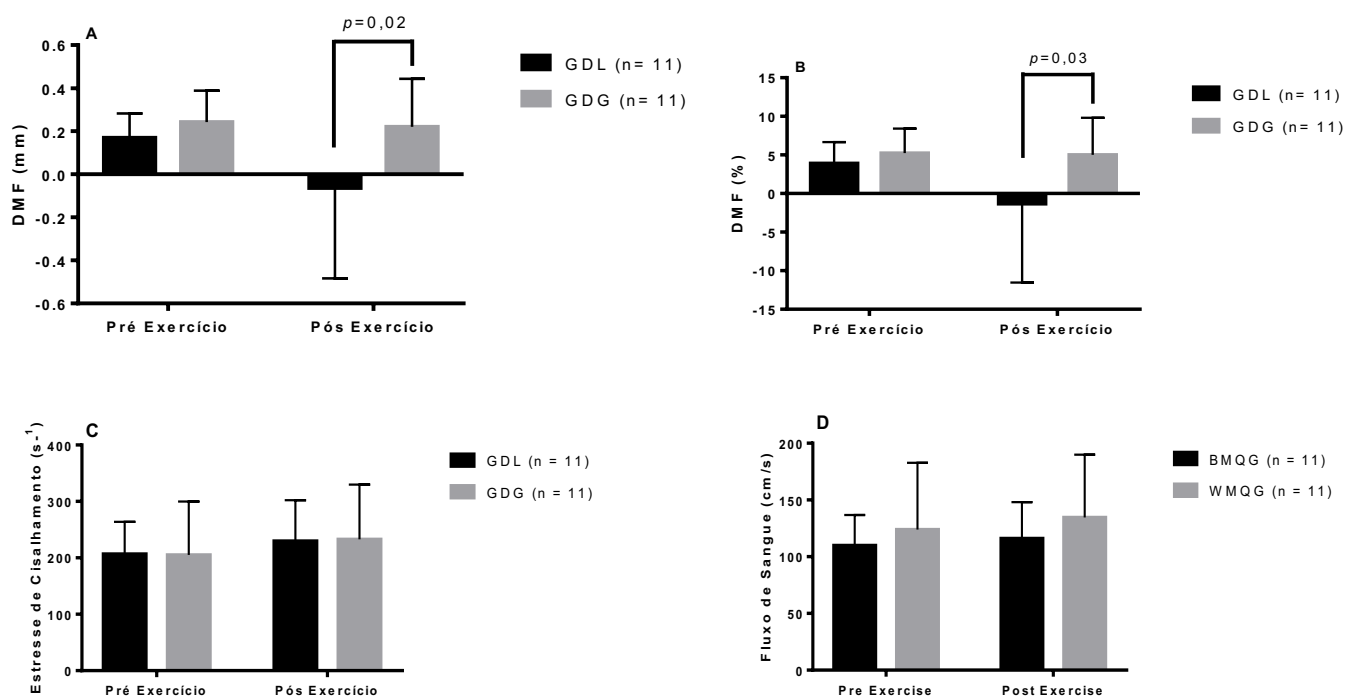 A
p=0,02
DMF (mm)
0.6
0.4
0.2
0.0
-0.2
-0.4
-0.6
Pré Exercício
Pós Exercício
GDL (n= 11)
GDG (n= 11)
B
p=0,03
DMF (%)
15
10
5
0
-5
-10
-15
Pré Exercício
Pós Exercício
GDL (n= 11)
GDG (n= 11)
C
Estresse de Cisalhamento (s-¹)
400
300
200
100
0
Pré Exercício
Pós Exercício
GDL (n = 11)
GDG (n = 11)
D
Fluxo de Sangue (cm/s)
200
150
100
50
0
Pre Exercise
Post Exercise
BMQG (n = 11)
WMQG (n = 11)